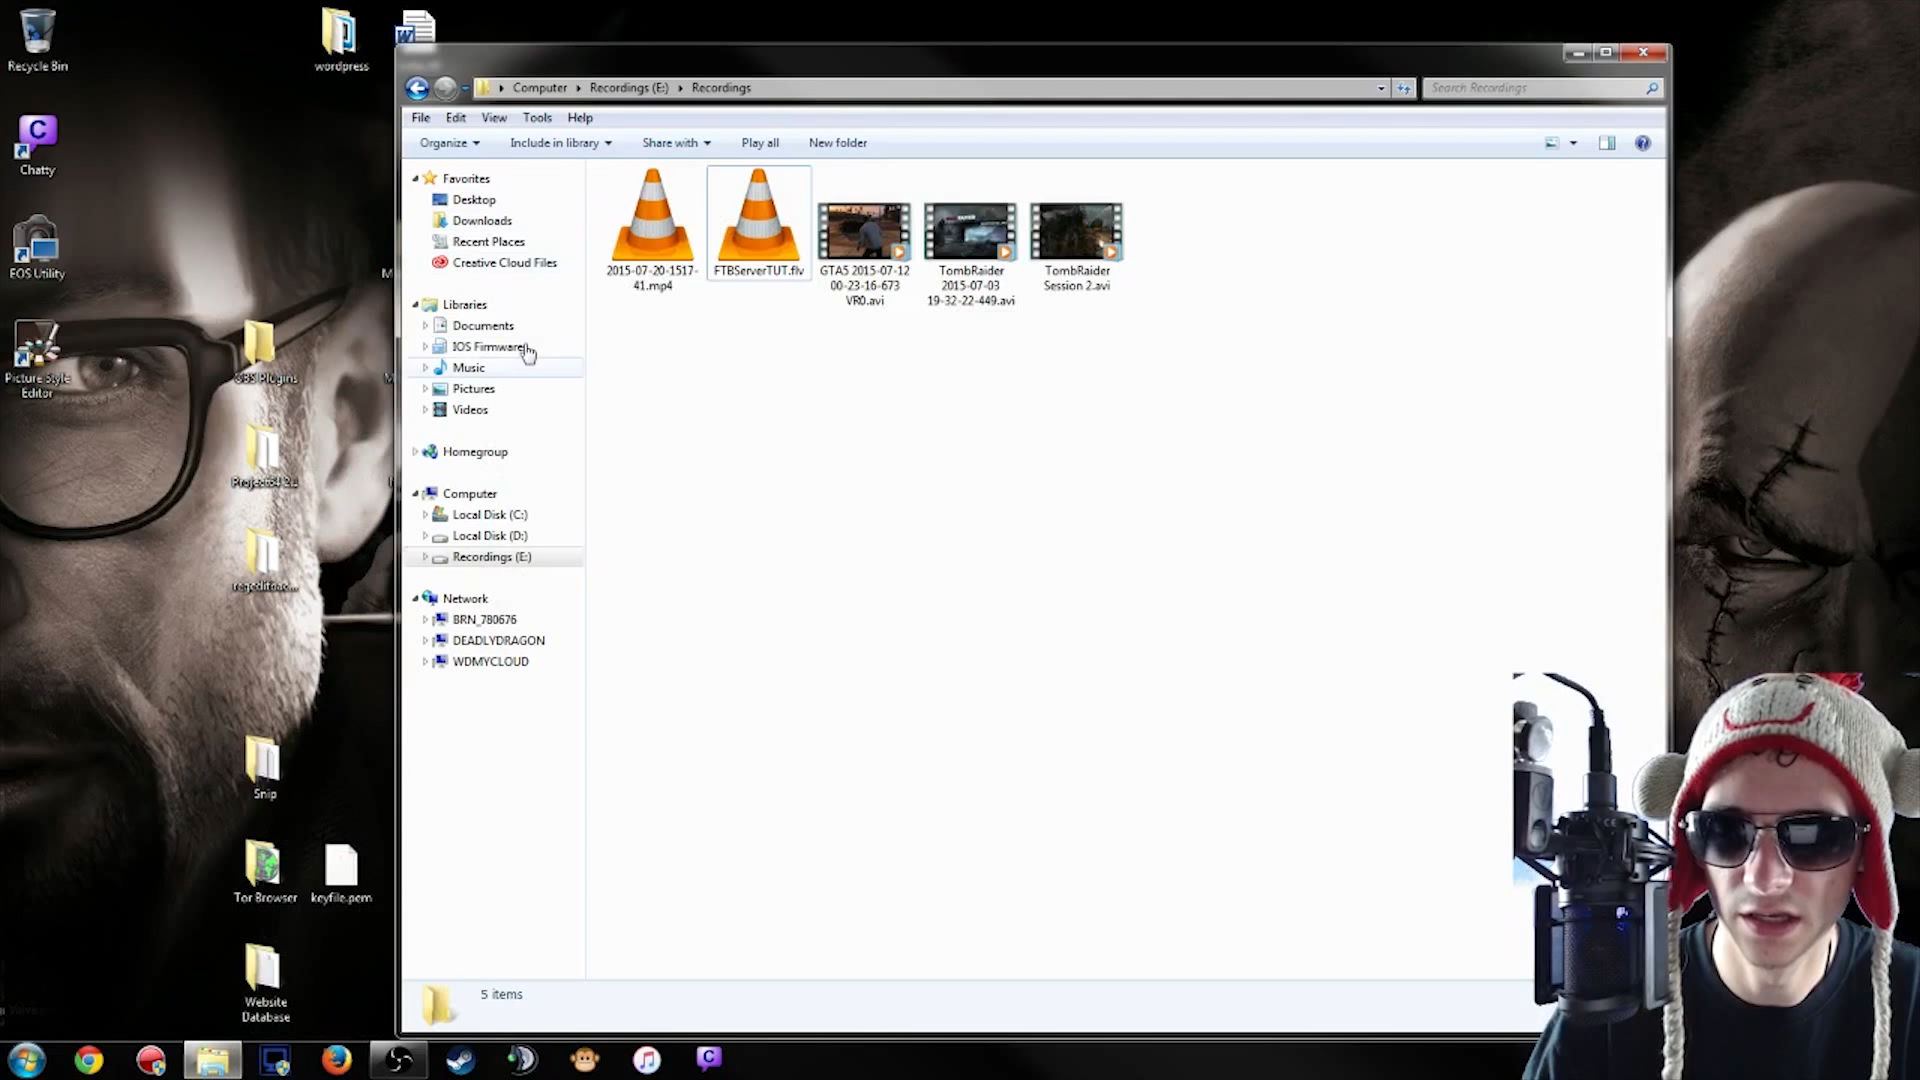 Recycle Bin
wordpress
Chatty
EOS Utility
Picture Style
Editor
OBS Plugins
Project64 2....
regeditbac...
Snip
Tor Browser
keyfile.pem
Website
Database
Computer
Recordings (E:)
Recordings
Search Recordings
File
Edit
View
Tools
Help
Organize
Include in library
Share with
Play all
New folder
Favorites
Desktop
Downloads
Recent Places
Creative Cloud Files
Libraries
Documents
IOS Firmware
Music
Pictures
Videos
Homegroup
Computer
Local Disk (C:)
Local Disk (D:)
Recordings (E:)
Network
BRN_780676
DEADLYDRAGON
WDMYCLOUD
2015-07-20-1517-
41.mp4
FTBServerTUT.flv
GTA5 2015-07-12
00-23-16-673
VR0.avi
TombRaider
2015-07-03
19-32-22-449.avi
TombRaider
Session 2.avi
5 items